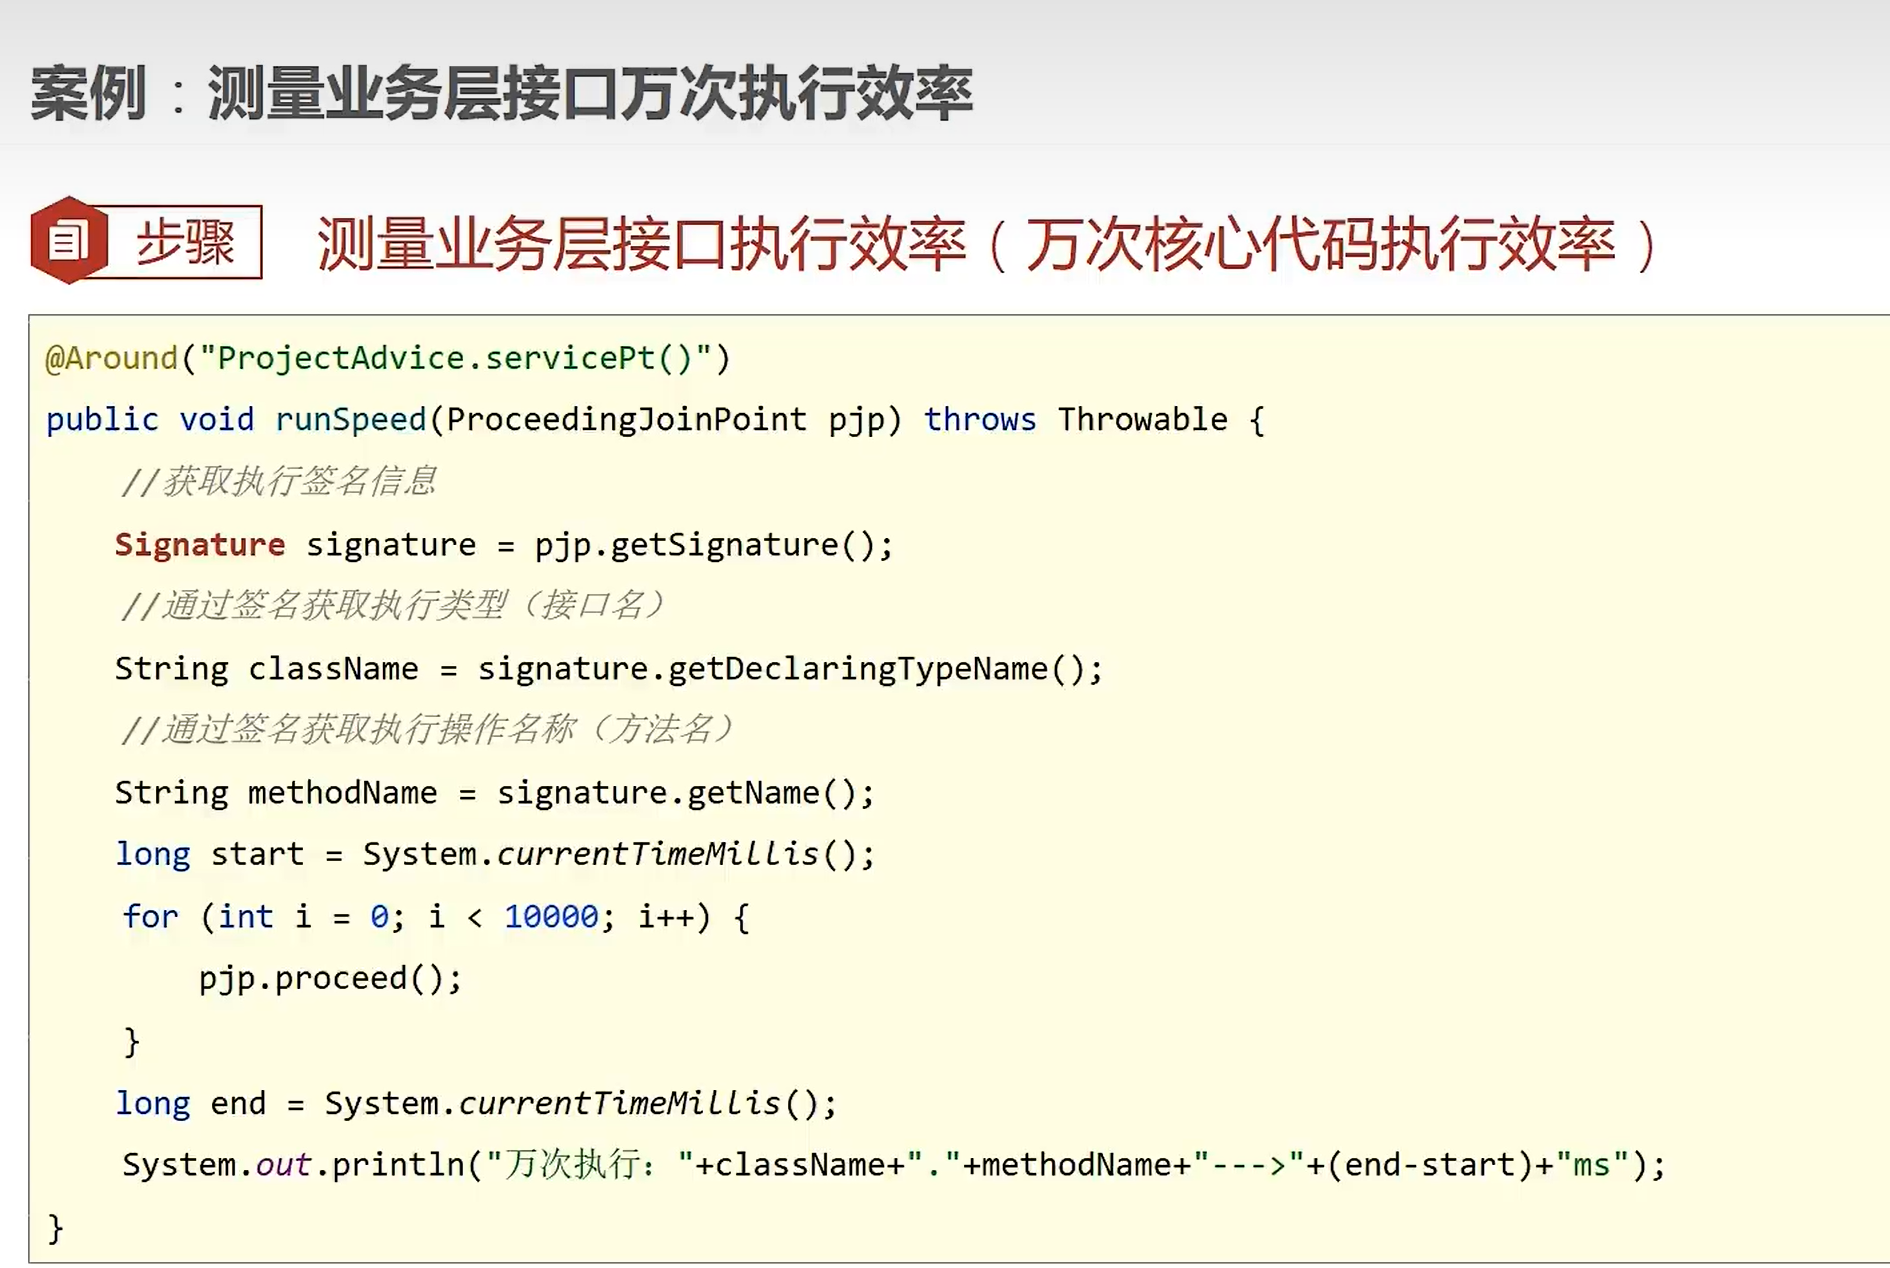 案例：测量业务层接口万次执行效率
步骤
测量业务层接口执行效率（万次核心代码执行效率）
@Around("ProjectAdvice.servicePt()")
public void runSpeed(ProceedingJoinPoint pjp) throws Throwable {
//获取执行签名信息
Signature signature = pjp.getSignature();
//通过签名获取执行类型（接口名）
String className = signature.getDeclaringTypeName();
//通过签名获取执行操作名称（方法名）
String methodName = signature.getName();
long start = System.currentTimeMillis();
for (int i = 0; i < 10000; i++) {
pjp.proceed();
}
long end = System.currentTimeMillis();
System.out.println("万次执行："+className+"."+methodName+"--->"+(end-start)+"ms");
}